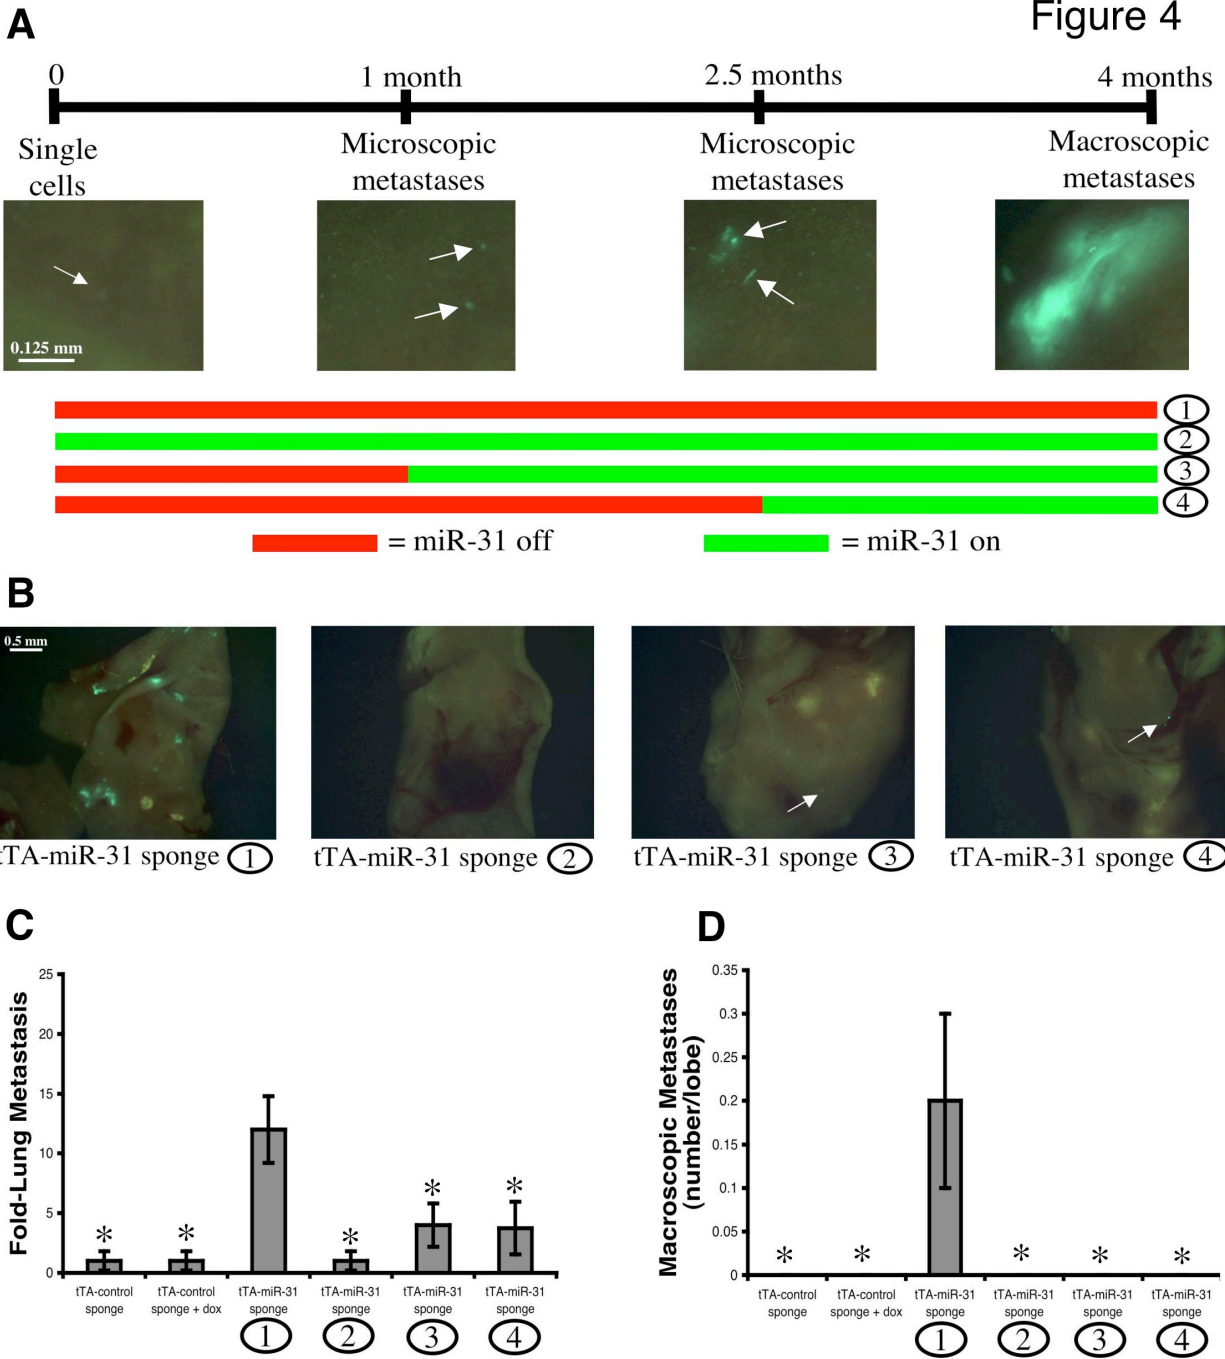 Figure 4
A
0
1 month
2.5 months
4 months
Single
cells
Microscopic
metastases
Microscopic
metastases
Macroscopic
metastases
0.125 mm
1
2
3
4
= miR-31 off
= miR-31 on
B
0.5 mm
tTA-miR-31 sponge 1
tTA-miR-31 sponge 2
tTA-miR-31 sponge 3
tTA-miR-31 sponge 4
C
Fold-Lung Metastasis
25
20
15
10
5
0
*
*
*
*
*
tTA-control
sponge
tTA-control
sponge + dox
tTA-miR-31
sponge
1
tTA-miR-31
sponge
2
tTA-miR-31
sponge
3
tTA-miR-31
sponge
4
D
Macroscopic Metastases
(number/lobe)
0.35
0.3
0.25
0.2
0.15
0.1
0.05
0
*
*
*
*
*
tTA-control
sponge
tTA-control
sponge + dox
tTA-miR-31
sponge
1
tTA-miR-31
sponge
2
tTA-miR-31
sponge
3
tTA-miR-31
sponge
4